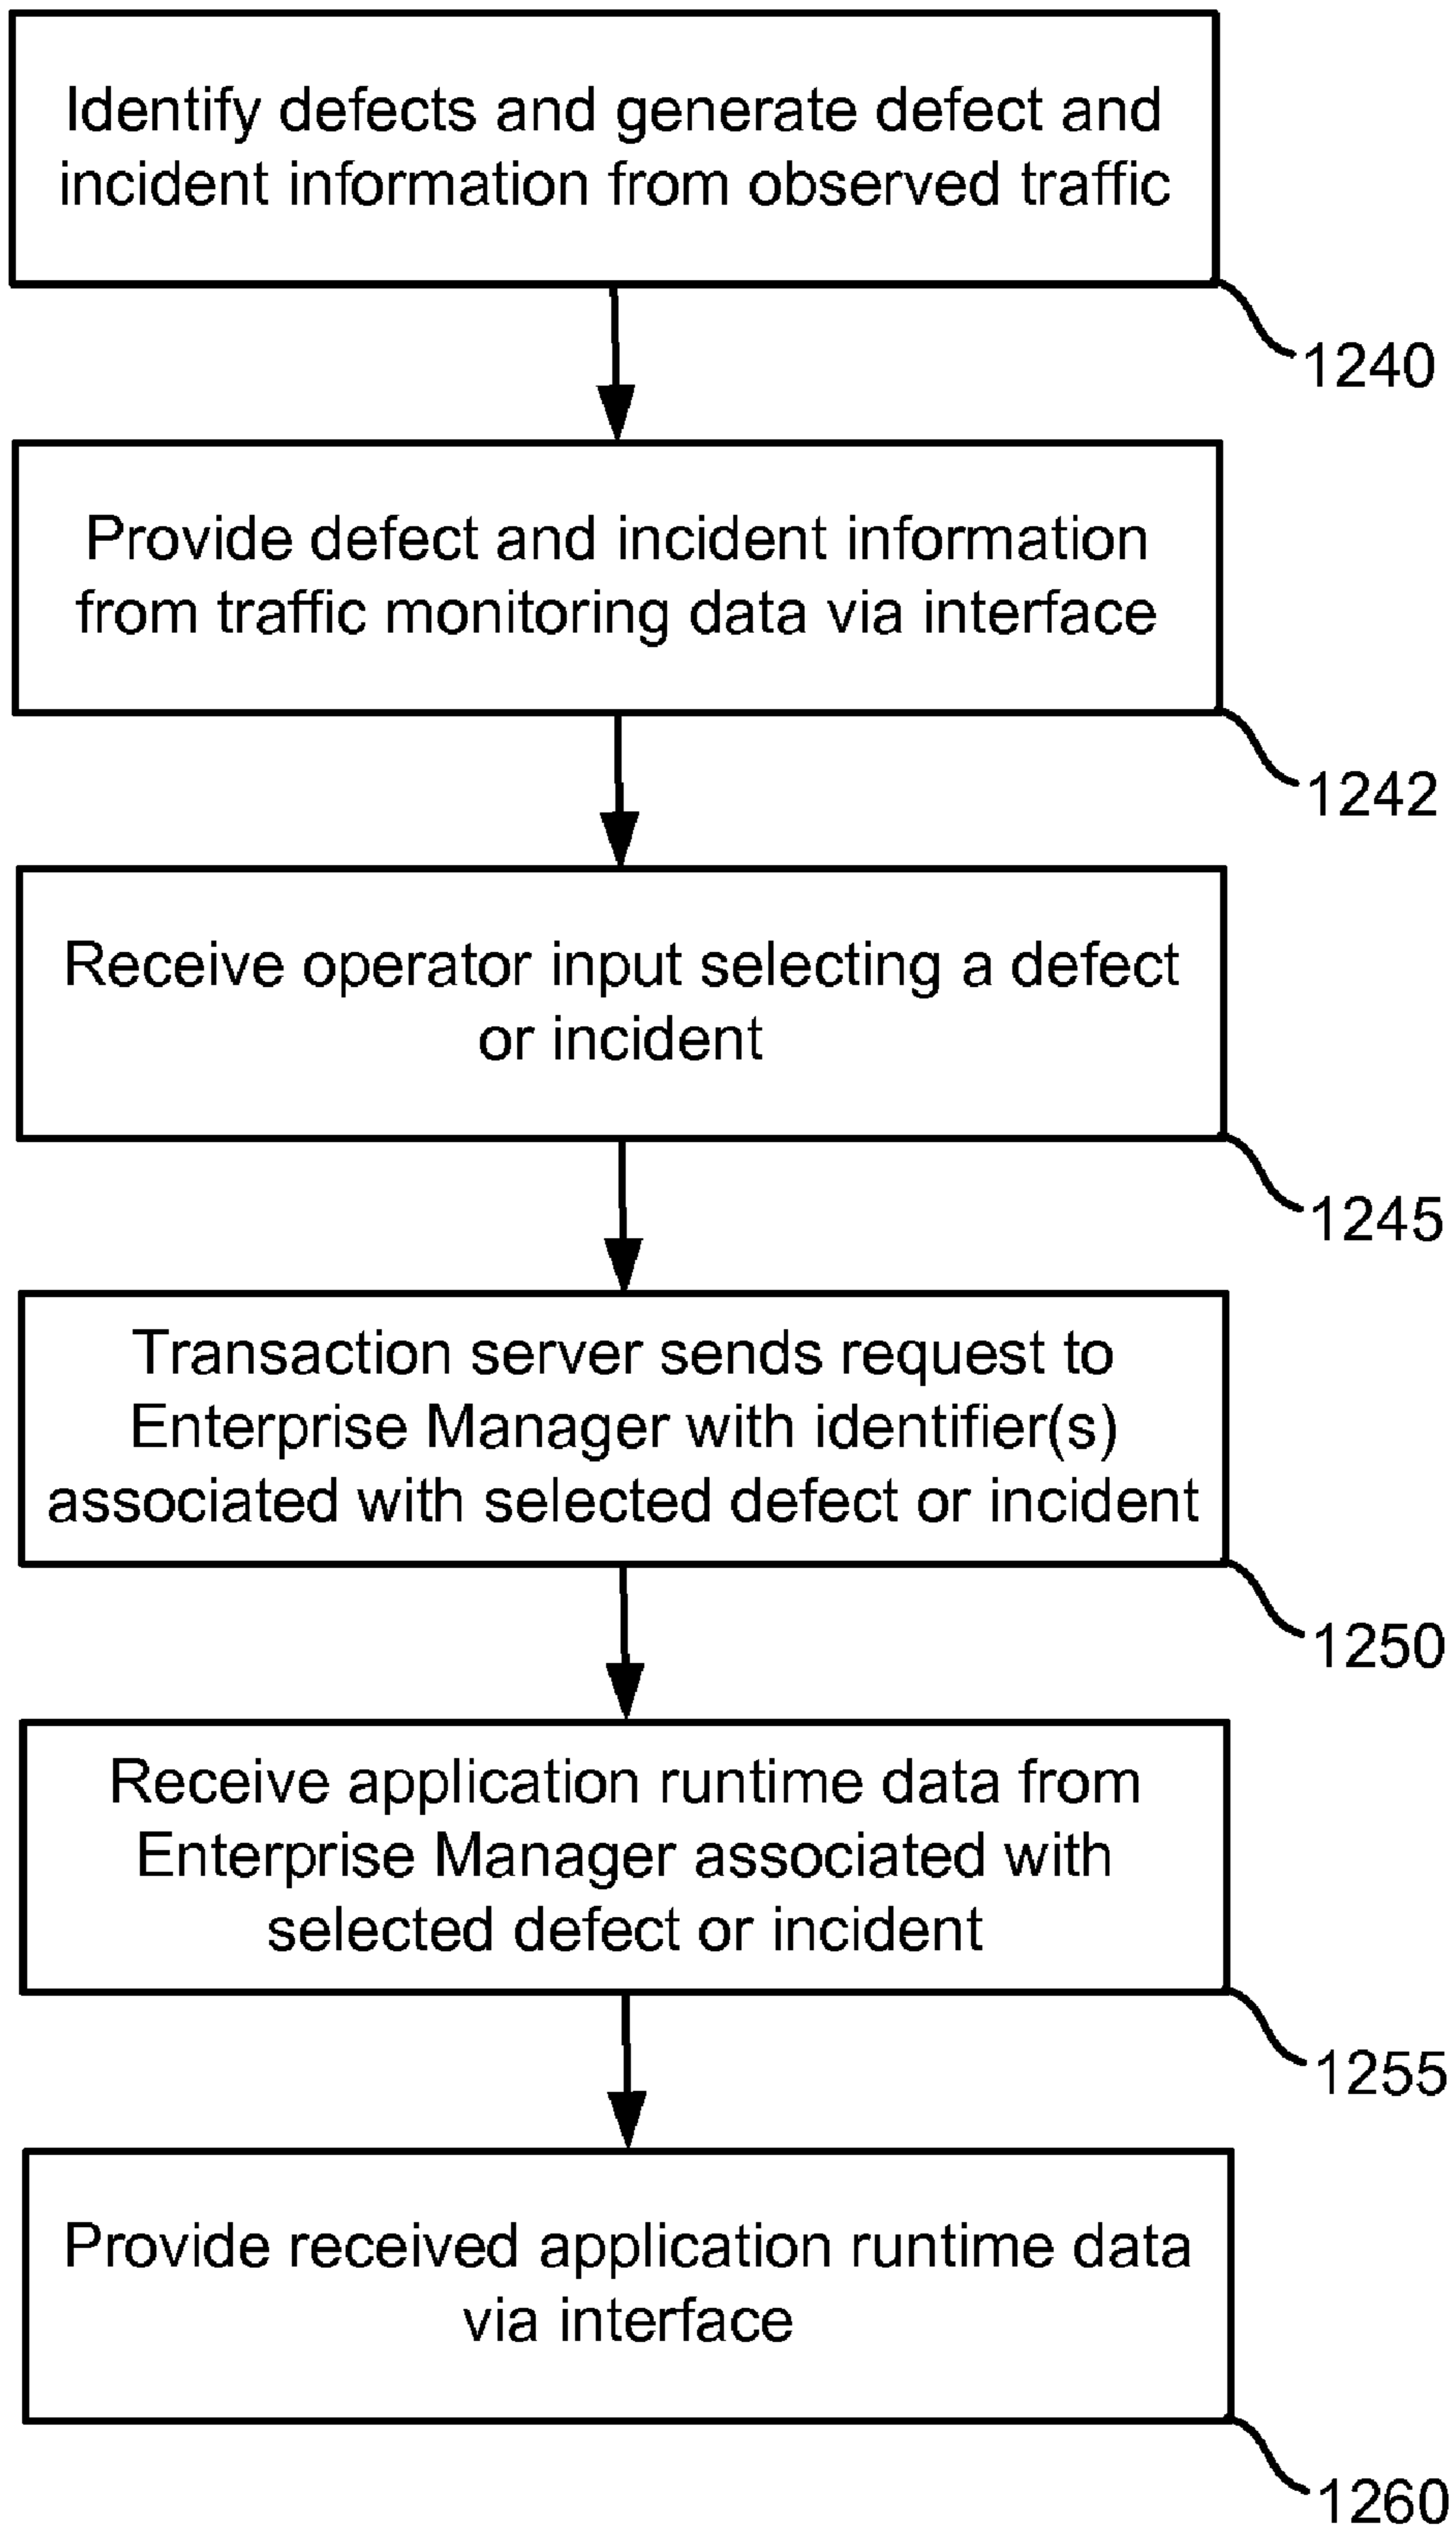 Identify defects and generate defect and
incident information from observed traffic
1240
Provide defect and incident information
from traffic monitoring data via interface
1242
Receive operator input selecting a defect
or incident
1245
Transaction server sends request to
Enterprise Manager with identifier(s)
associated with selected defect or incident
1250
Receive application runtime data from
Enterprise Manager associated with
selected defect or incident
1255
Provide received application runtime data
via interface
1260